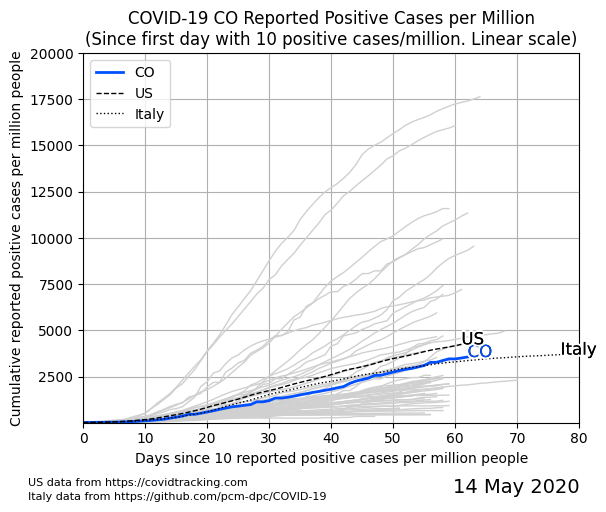 COVID-19 CO Reported Positive Cases per Million
(Since first day with 10 positive cases/million. Linear scale)
Cumulative reported positive cases per million people
20000
17500
15000
12500
10000
7500
5000
2500
CO
US
Italy
US
CO
Italy
0 10 20 30 40 50 60 70 80
Days since 10 reported positive cases per million people
US data from https://covidtracking.com
Italy data from https://github.com/pcm-dpc/COVID-19
14 May 2020